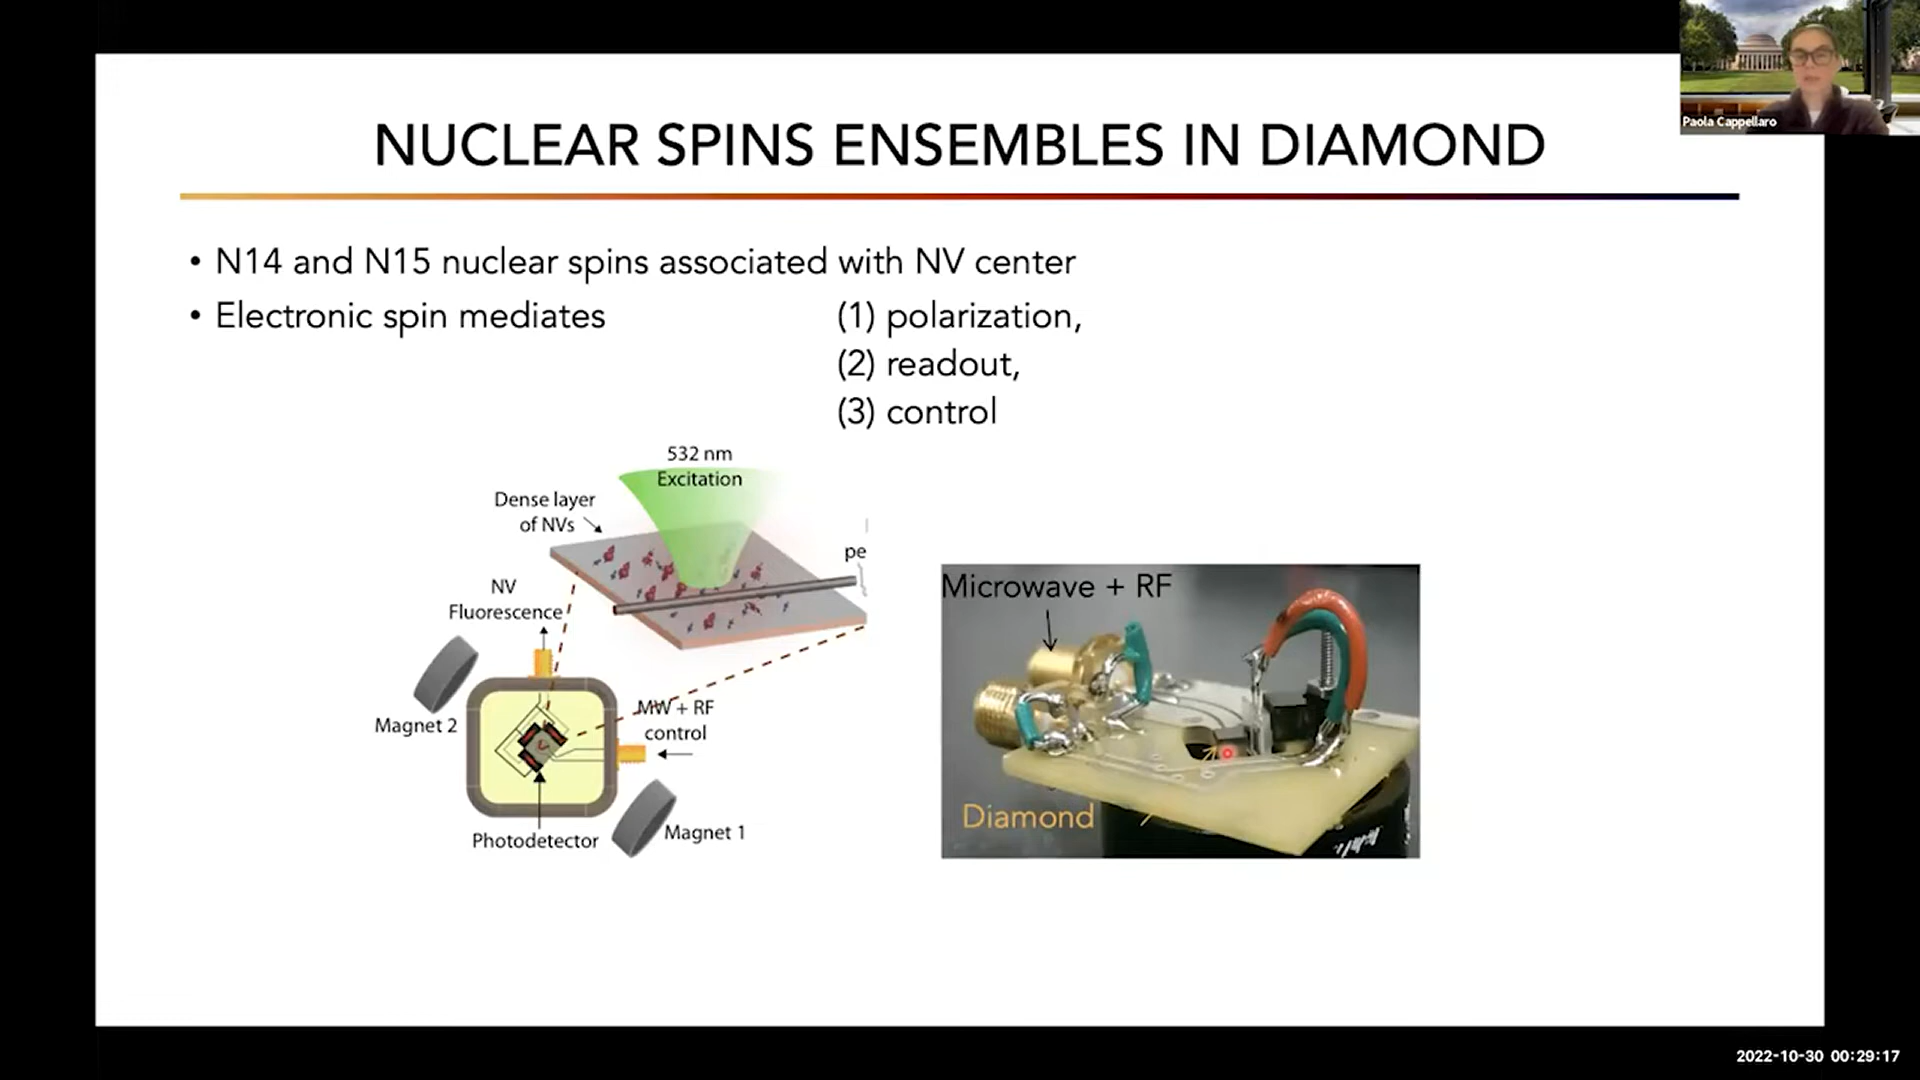 Paola Cappellaro
NUCLEAR SPINS ENSEMBLES IN DIAMOND
• N14 and N15 nuclear spins associated with NV center
• Electronic spin mediates
(1) polarization,
(2) readout,
(3) control
532 nm
Excitation
Dense layer
of NVs
pe
NV
Fluorescence
Magnet 2
MW + RF
control
Photodetector
Magnet 1
Microwave + RF
Diamond
2022-10-30 00:29:17